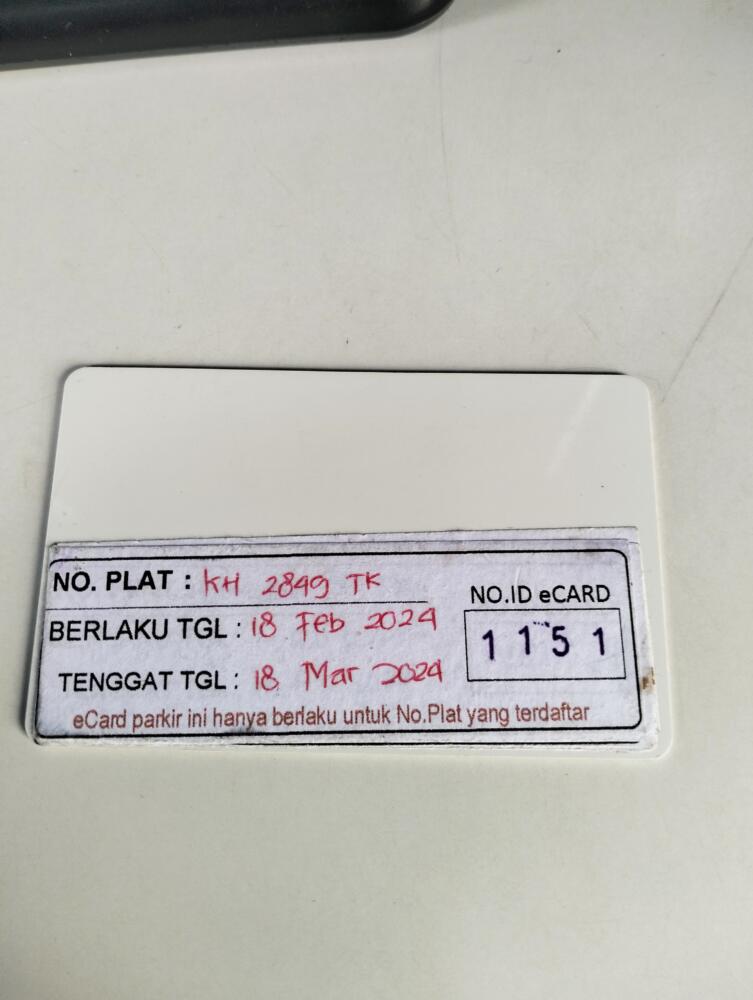 NO. PLAT : KH 2849 TK
NO.ID eCARD
BERLAKU TGL : 18 Feb 2024
1 1 5 1
TENGGAT TGL : 18 Mar 2024
eCard parkir ini hanya berlaku untuk No.Plat yang terdaftar